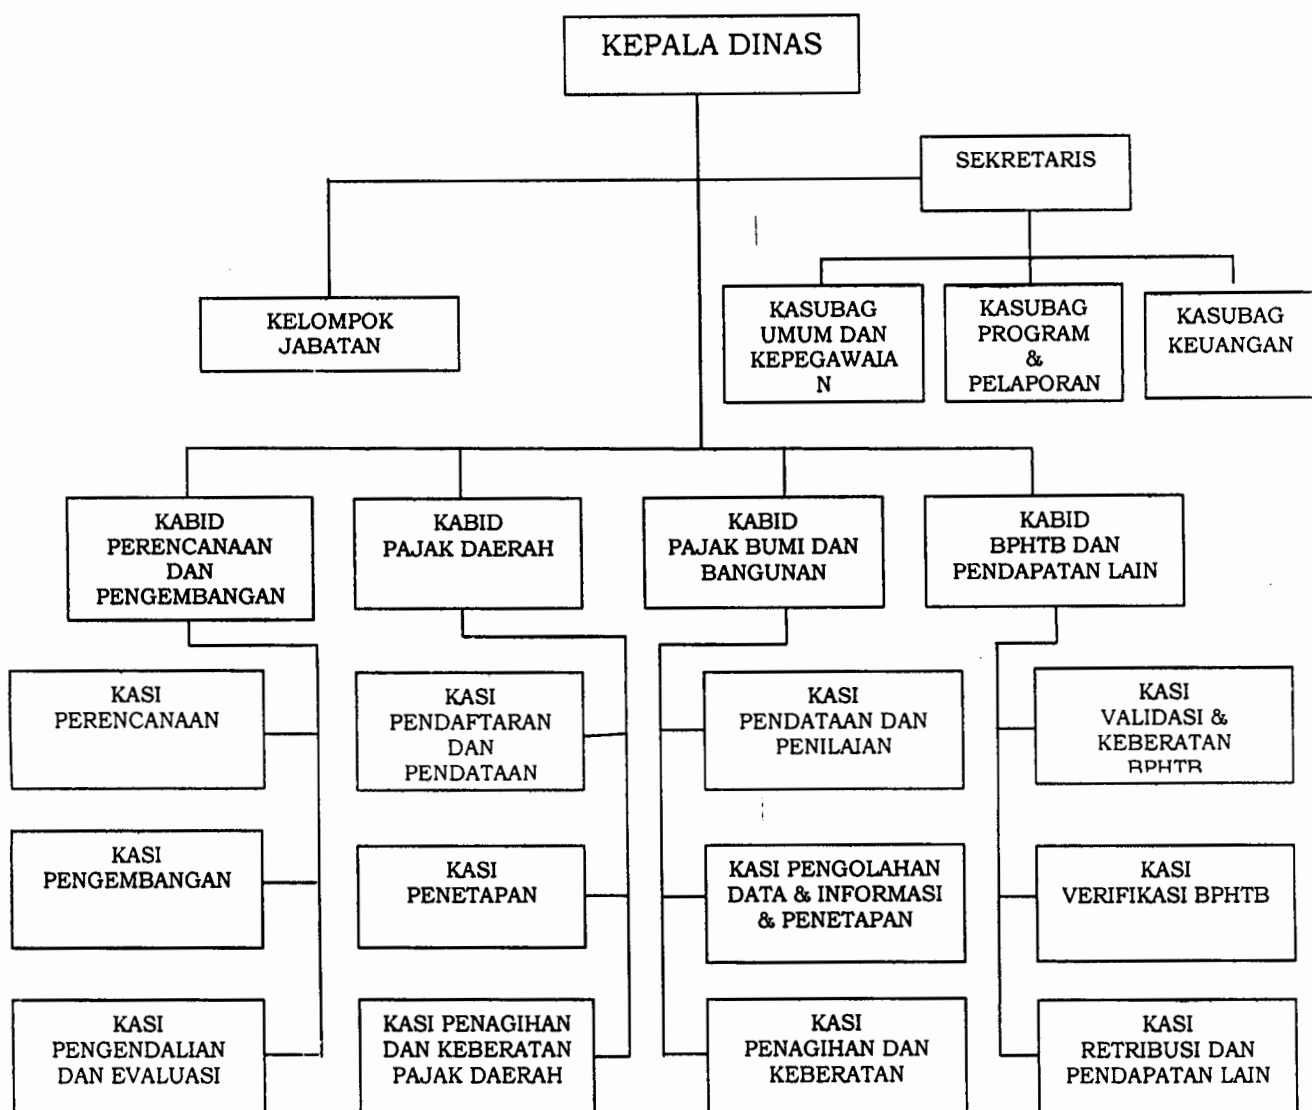 KEPALA DINAS
SEKRETARIS
KELOMPOK
JABATAN
KASUBAG
UMUM DAN
KEPEGAWAIA
N
KASUBAG
PROGRAM
&
PELAPORAN
KASUBAG
KEUANGAN
KABID
PERENCANAAN
DAN
PENGEMBANGAN
KABID
PAJAK DAERAH
KABID
PAJAK BUMI DAN
BANGUNAN
KABID
BPHTB DAN
PENDAPATAN LAIN
KASI
PERENCANAAN
KASI
PENDAFTARAN
DAN
PENDATAAN
KASI
PENDATAAN DAN
PENILAIAN
KASI
VALIDASI &
KEBERATAN
BPHTB
KASI
PENGEMBANGAN
KASI
PENETAPAN
KASI PENGOLAHAN
DATA & INFORMASI
& PENETAPAN
KASI
VERIFIKASI BPHTB
KASI
PENGENDALIAN
DAN EVALUASI
KASI PENAGIHAN
DAN KEBERATAN
PAJAK DAERAH
KASI
PENAGIHAN DAN
KEBERATAN
KASI
RETRIBUSI DAN
PENDAPATAN LAIN